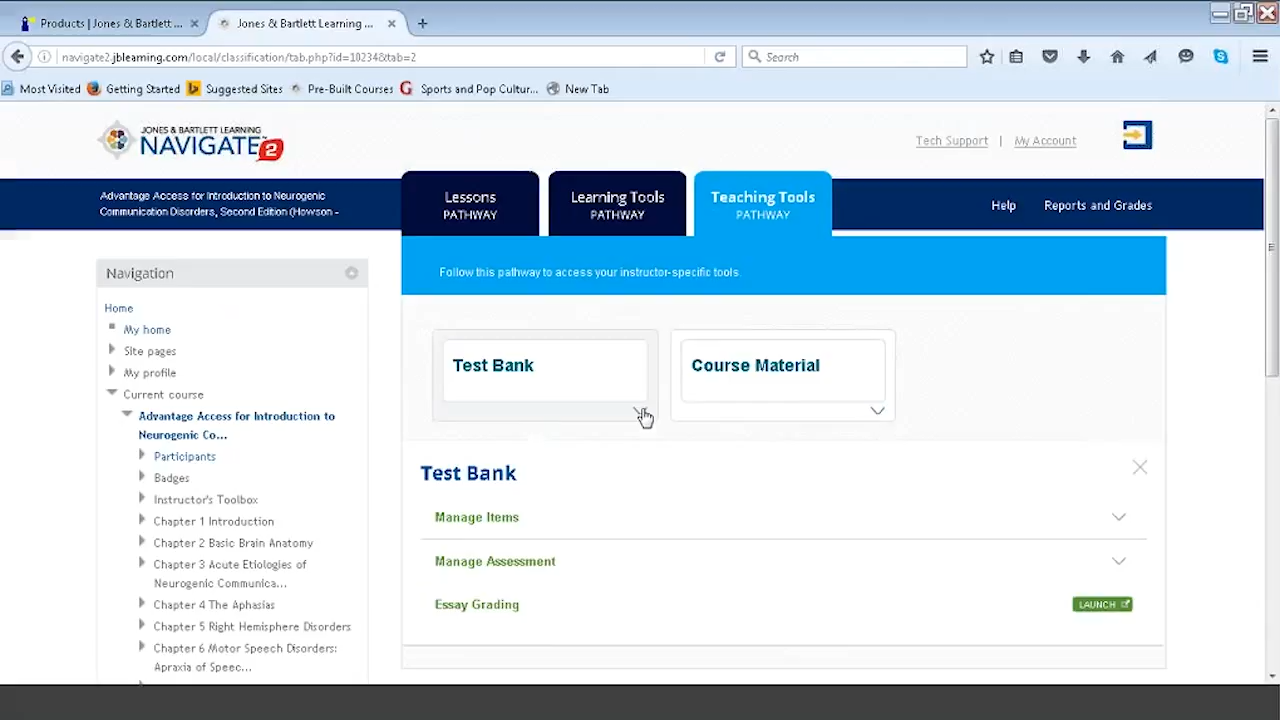 Products | Jones & Bartlett ...
Jones & Bartlett Learning ...
navigate2.jblearning.com/local/classification/tab.php?id=10234&tab=2
Search
Most Visited
Getting Started
Suggested Sites
Pre-Built Courses
Sports and Pop Cultur...
New Tab
JONES & BARTLETT LEARNING
NAVIGATE 2
Tech Support | My Account
Advantage Access for Introduction to Neurogenic
Communication Disorders, Second Edition (Howson -
Lessons
PATHWAY
Learning Tools
PATHWAY
Teaching Tools
PATHWAY
Help
Reports and Grades
Follow this pathway to access your instructor-specific tools.
Navigation
Home
My home
Site pages
My profile
Current course
Advantage Access for Introduction to
Neurogenic Co...
Participants
Badges
Instructor's Toolbox
Chapter 1 Introduction
Chapter 2 Basic Brain Anatomy
Chapter 3 Acute Etiologies of
Neurogenic Communica...
Chapter 4 The Aphasias
Chapter 5 Right Hemisphere Disorders
Chapter 6 Motor Speech Disorders:
Apraxia of Speec...
Test Bank
Course Material
Test Bank
Manage Items
Manage Assessment
Essay Grading
LAUNCH